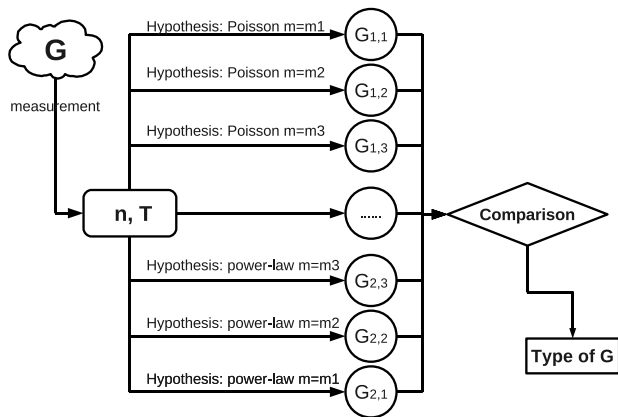 G
measurement
n, T
Hypothesis: Poisson m=m1
G1,1
Hypothesis: Poisson m=m2
G1,2
Hypothesis: Poisson m=m3
G1,3
......
Hypothesis: power-law m=m3
G2,3
Hypothesis: power-law m=m2
G2,2
Hypothesis: power-law m=m1
G2,1
Comparison
Type of G